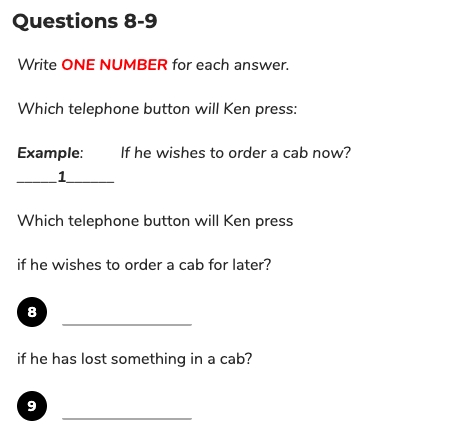 Questions 8-9
Write ONE NUMBER for each answer.
Which telephone button will Ken press:
Example: If he wishes to order a cab now?
_____1______
Which telephone button will Ken press
if he wishes to order a cab for later?
8 ________________
if he has lost something in a cab?
9 ________________